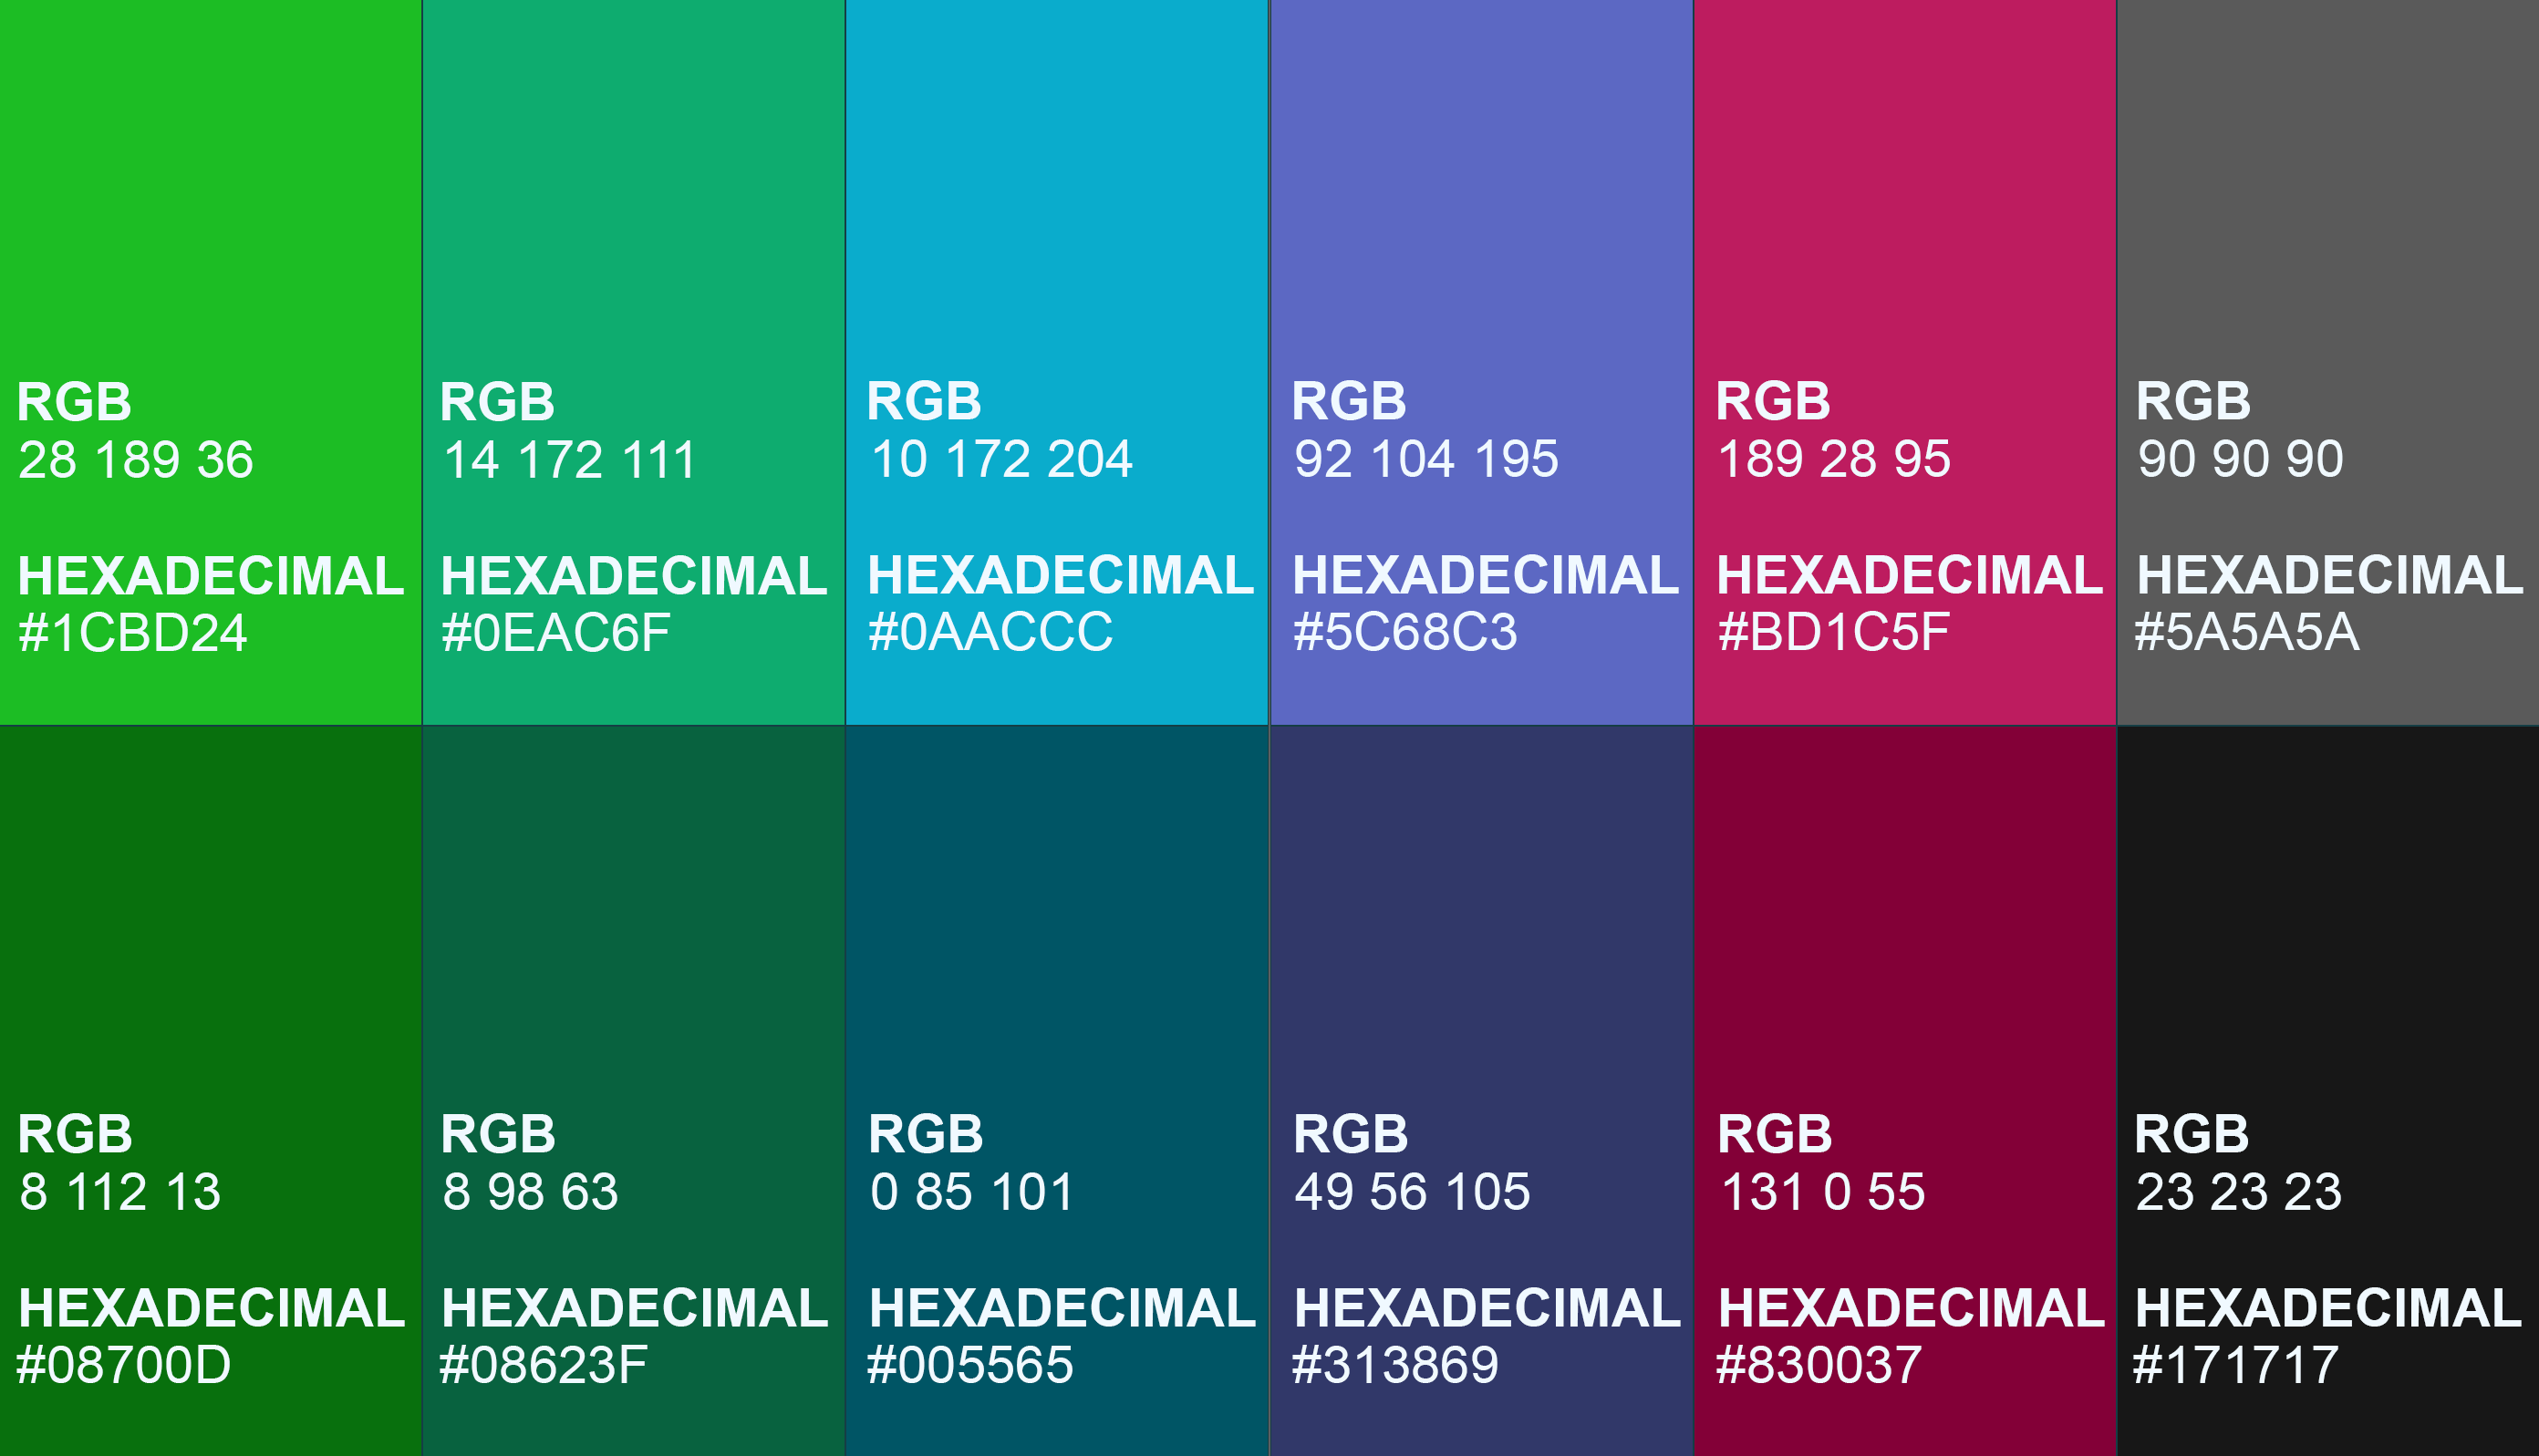 RGB
28 189 36
HEXADECIMAL
#1CBD24
RGB
14 172 111
HEXADECIMAL
#0EAC6F
RGB
10 172 204
HEXADECIMAL
#0AACCC
RGB
92 104 195
HEXADECIMAL
#5C68C3
RGB
189 28 95
HEXADECIMAL
#BD1C5F
RGB
90 90 90
HEXADECIMAL
#5A5A5A
RGB
8 112 13
HEXADECIMAL
#08700D
RGB
8 98 63
HEXADECIMAL
#08623F
RGB
0 85 101
HEXADECIMAL
#005565
RGB
49 56 105
HEXADECIMAL
#313869
RGB
131 0 55
HEXADECIMAL
#830037
RGB
23 23 23
HEXADECIMAL
#171717